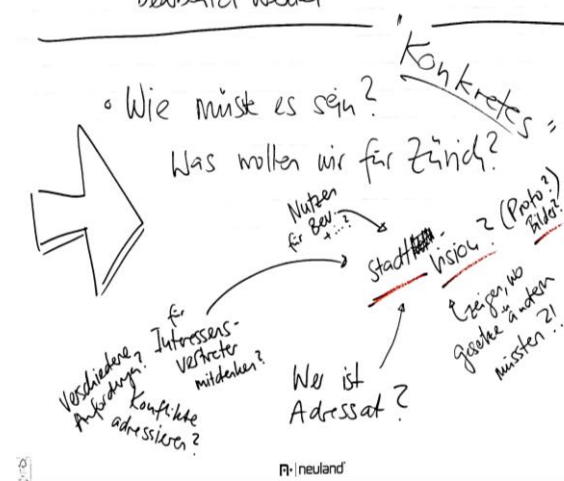 Konkretes =
• Wie müsste es sein?
Was wollen wir für Zürich?
Nutzen
für Bev.
+...?
Stadt-
Vision? (Proto?)
Bilder?
zeigen, wo
Gesetze ändern
müssten?!
für
Interessens-
vertreter
mitdenken?
Verschiedene
Anforderungen?
Konflikte
adressieren?
Wer ist
Adressat?
neuland